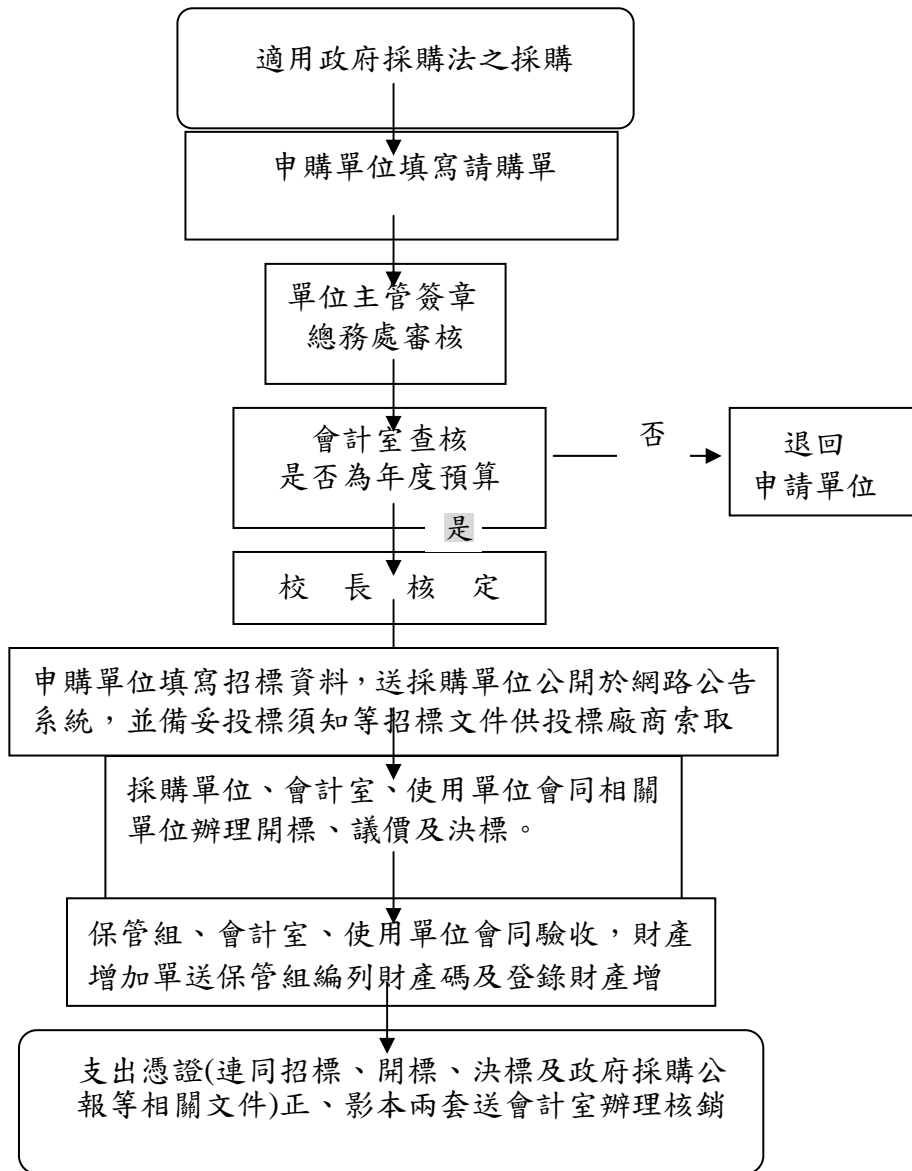 適用政府採購法之採購
申購單位填寫請購單
單位主管簽章
總務處審核
會計室查核
是否為年度預算
否
退回
申請單位
是
校 長 核 定
申購單位填寫招標資料，送採購單位公開於網路公告
系統，並備妥投標須知等招標文件供投標廠商索取
採購單位、會計室、使用單位會同相關
單位辦理開標、議價及決標。
保管組、會計室、使用單位會同驗收，財產
增加單送保管組編列財產碼及登錄財產增
支出憑證(連同招標、開標、決標及政府採購公
報等相關文件)正、影本兩套送會計室辦理核銷